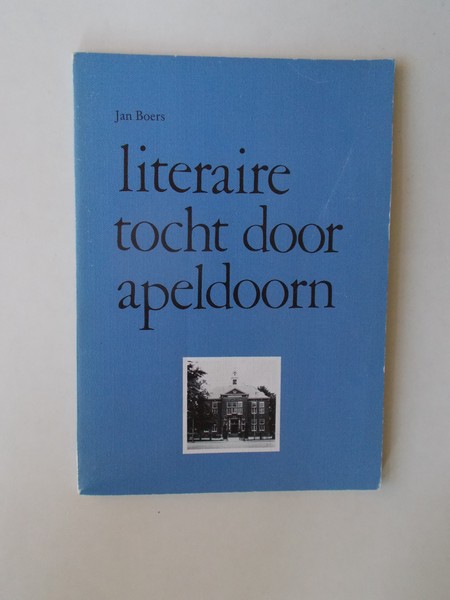 Jan Boers
literaire
tocht door
apeldoorn